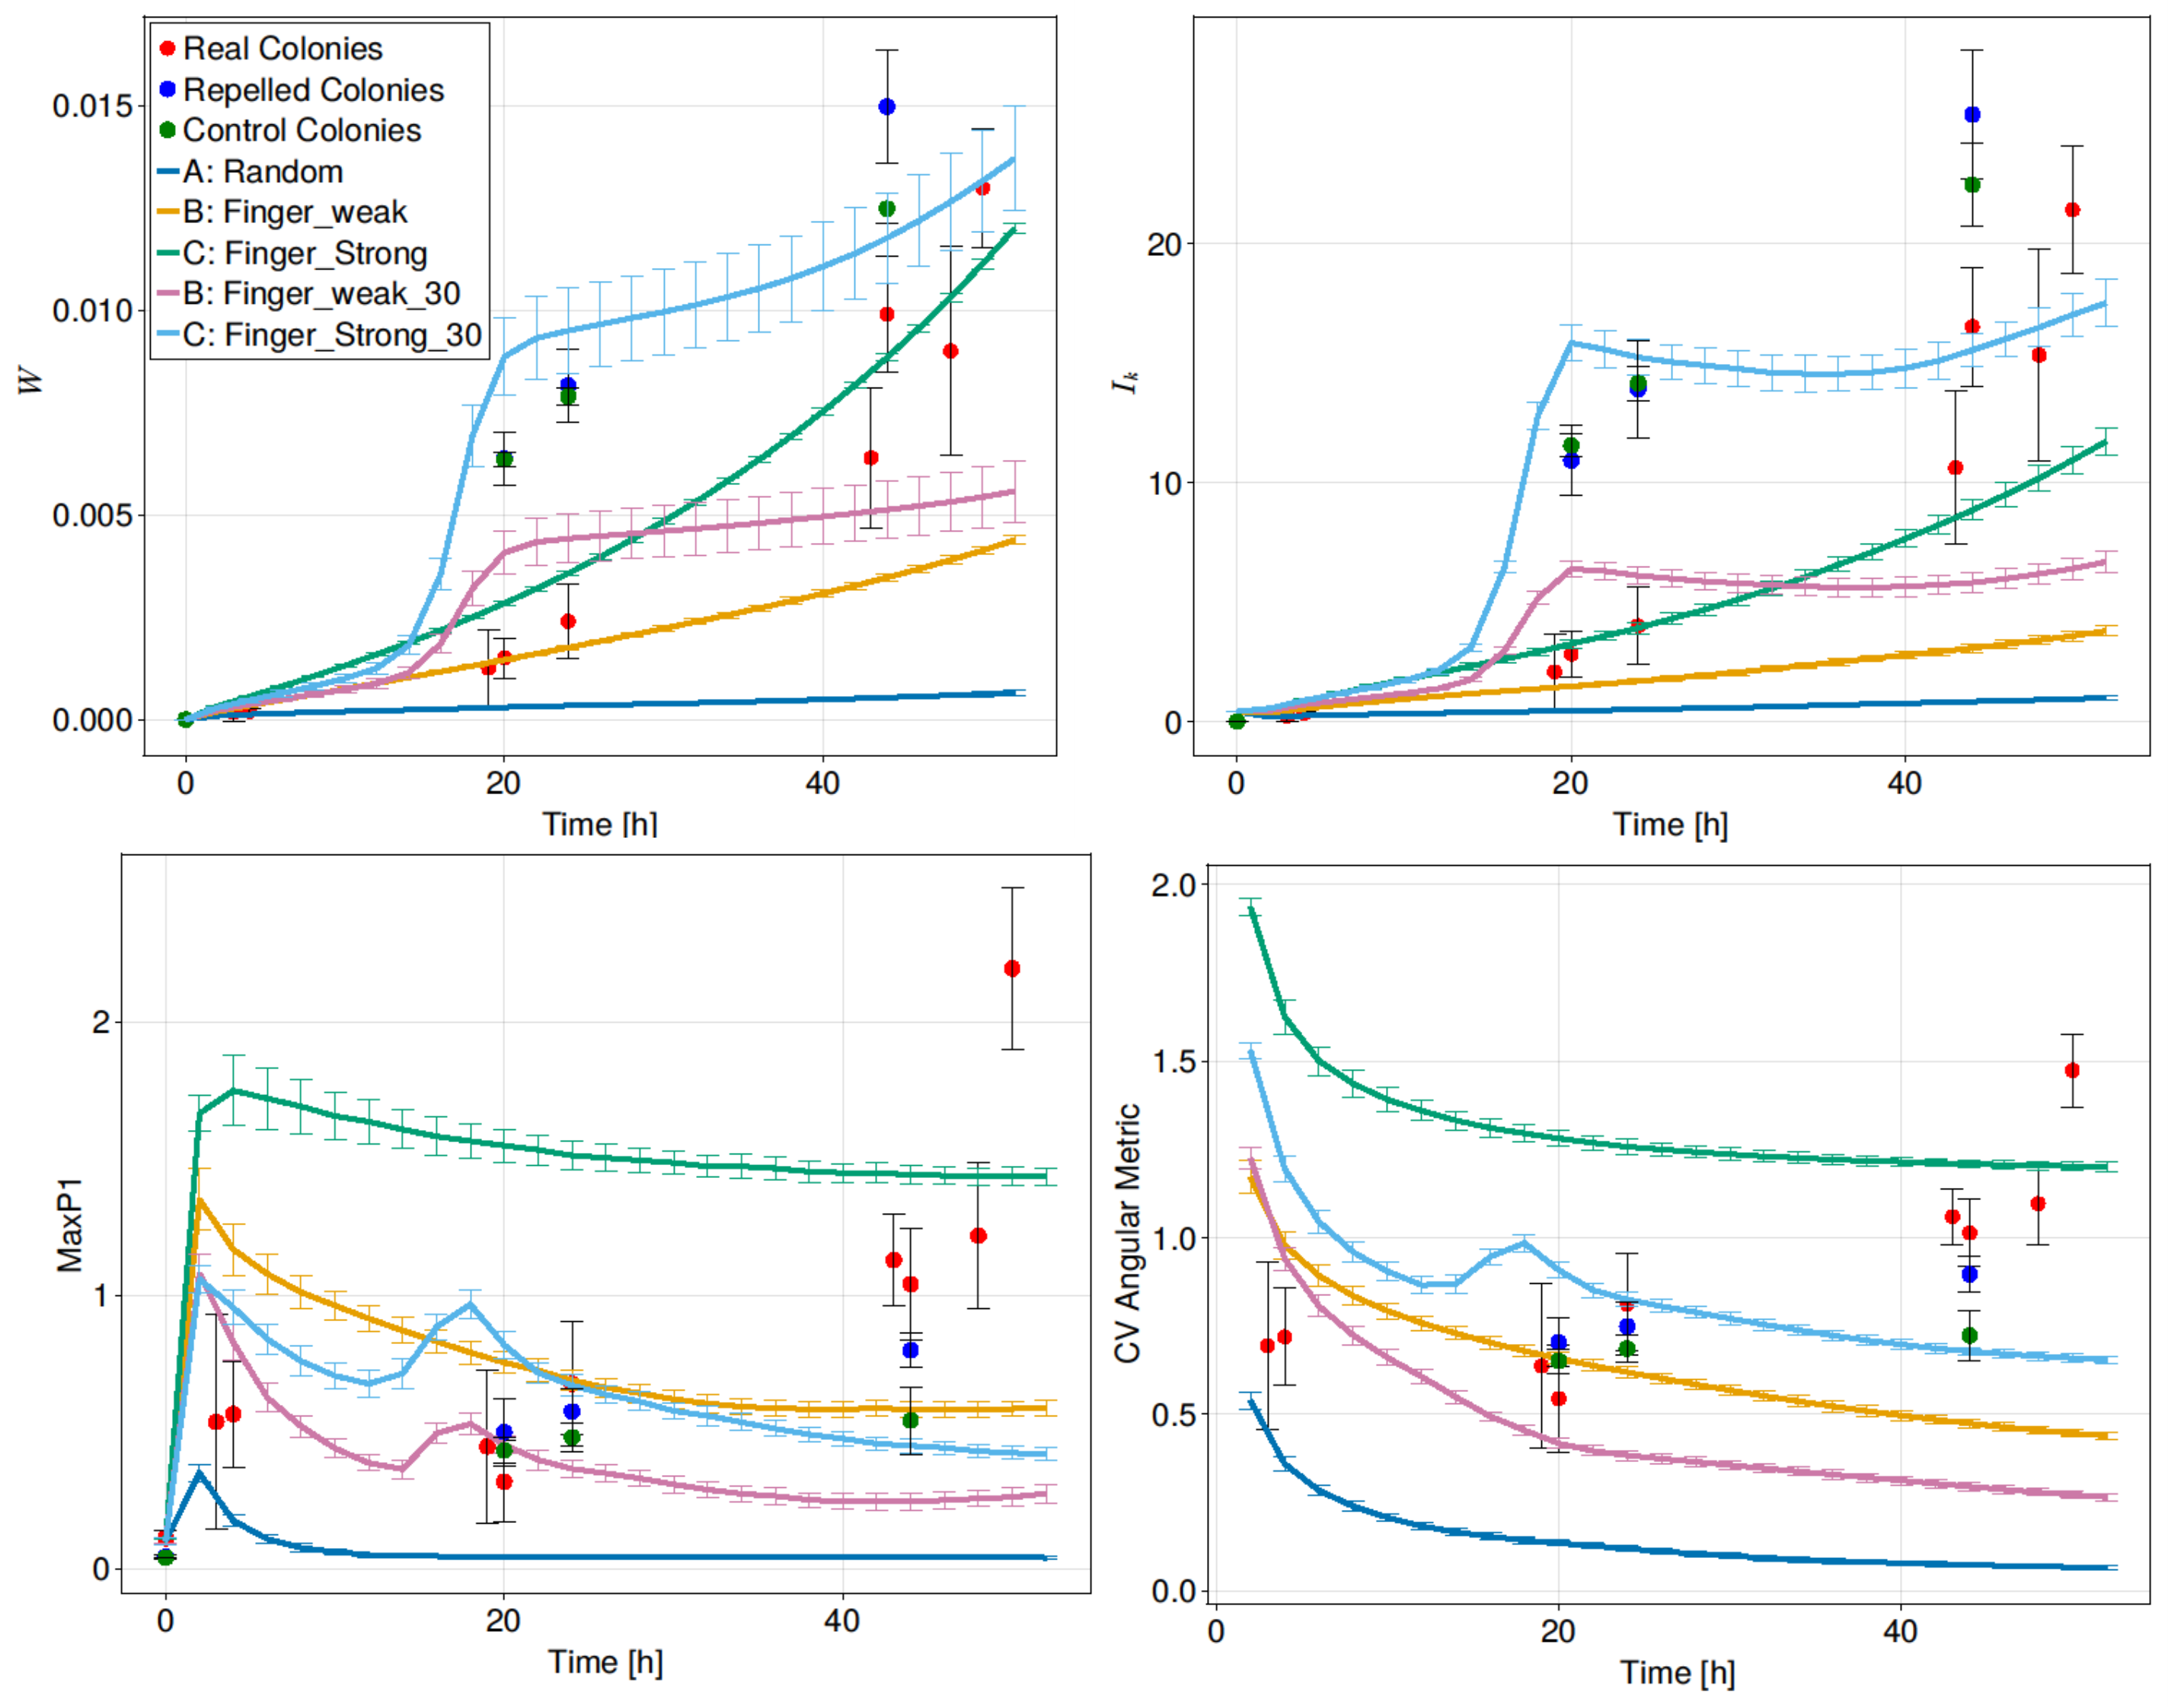 Real Colonies
Repelled Colonies
Control Colonies
A: Random
B: Finger_weak
C: Finger_Strong
B: Finger_weak_30
C: Finger_Strong_30
0.015
0.010
0.005
0.000
W
0
20
40
Time [h]
20
10
0
I_k
0
20
40
Time [h]
2
1
0
MaxP1
0
20
40
Time [h]
2.0
1.5
1.0
0.5
0.0
CV Angular Metric
0
20
40
Time [h]